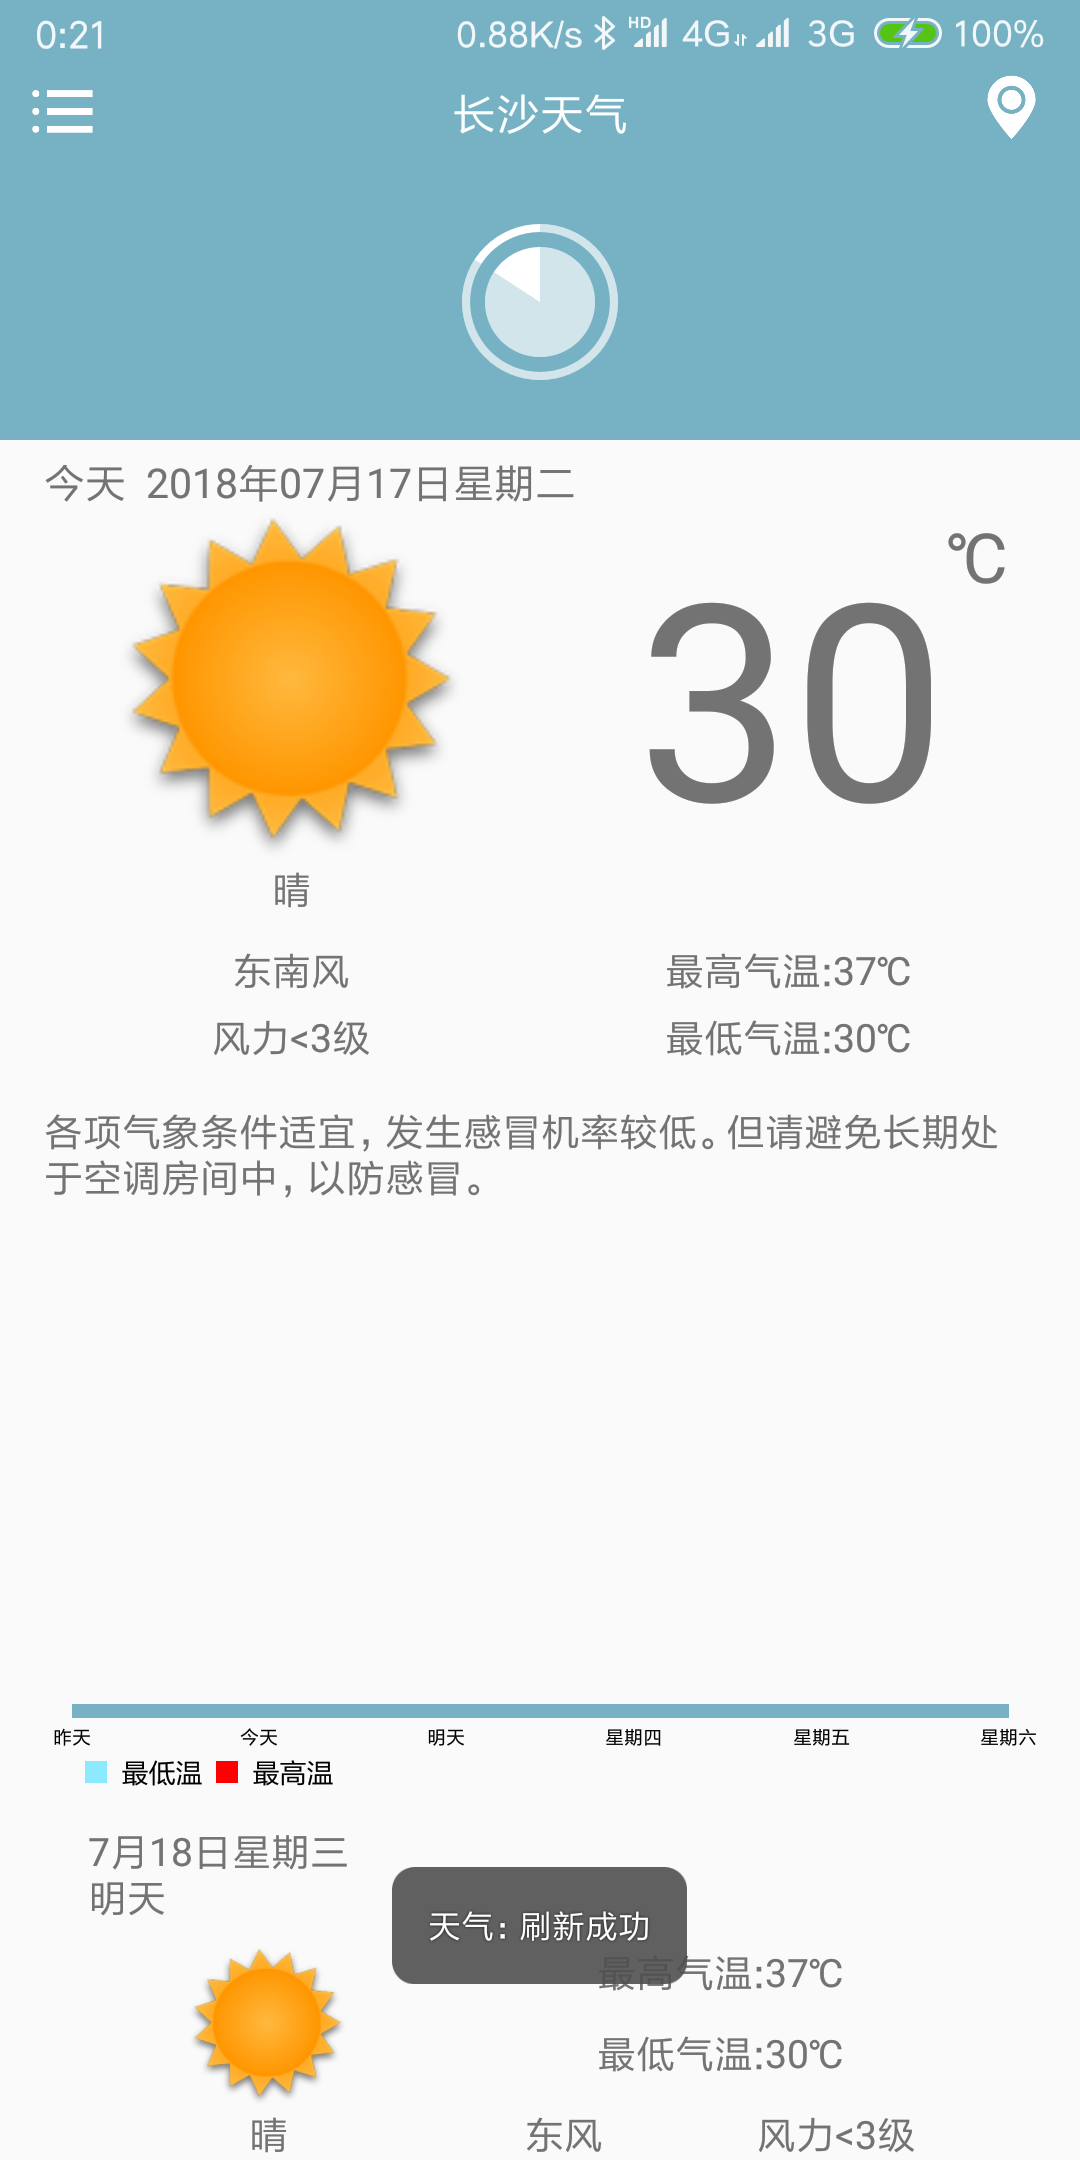 0:21 0.88K/s HD 4G 3G 100%
长沙天气
今天 2018年07月17日星期二
℃
30
晴
东南风 最高气温:37℃
风力<3级 最低气温:30℃
各项气象条件适宜，发生感冒机率较低。但请避免长期处
于空调房间中，以防感冒。
昨天 今天 明天 星期四 星期五 星期六
最低温 最高温
7月18日星期三
明天
天气：刷新成功
最高气温:37℃
最低气温:30℃
晴 东风 风力<3级